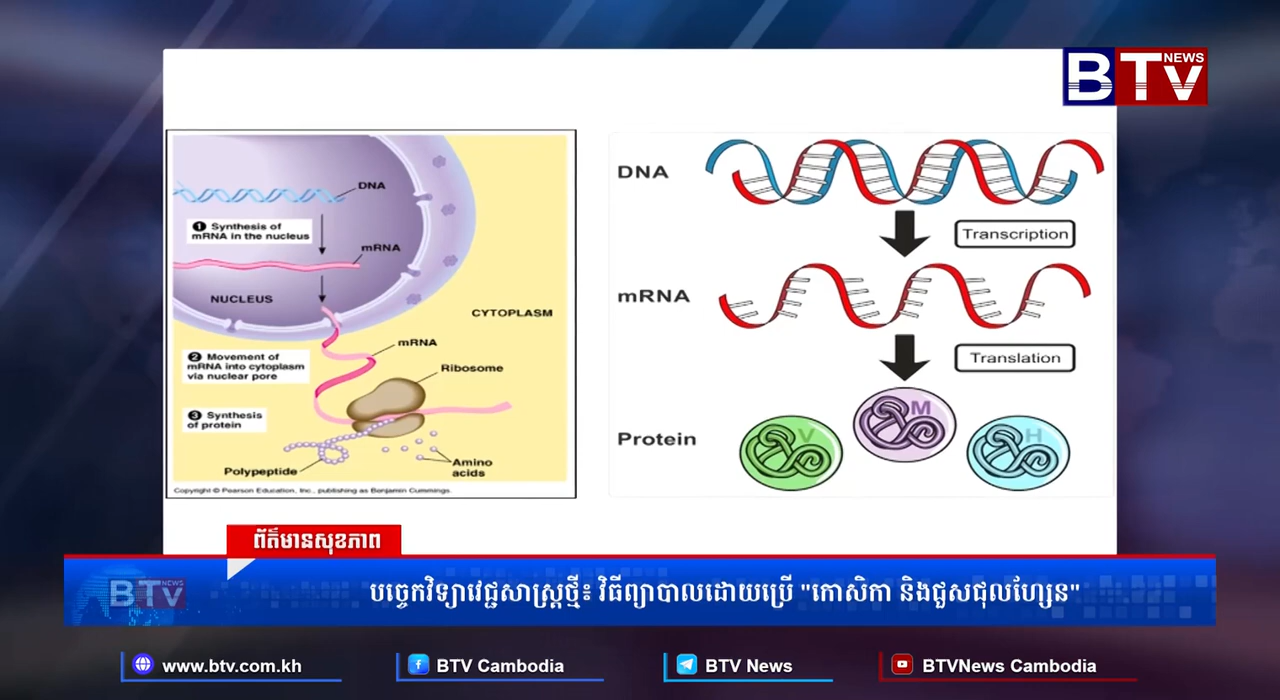 BTV NEWS
DNA
1 Synthesis of
mRNA in the nucleus
mRNA
NUCLEUS
CYTOPLASM
2 Movement of
mRNA into cytoplasm
via nuclear pore
mRNA
Ribosome
3 Synthesis
of protein
Polypeptide
Amino
acids
Copyright © Pearson Education, Inc., publishing as Benjamin Cummings.
DNA
Transcription
mRNA
Translation
Protein
V
M
H
ព័ត៌មានសុខភាព
BTV NEWS
បច្ចេកវិទ្យាវេជ្ជសាស្ត្រថ្មី៖ វិធីព្យាបាលដោយប្រើ "កោសិកា និងជួសជុលហ្សែន"
www.btv.com.kh
BTV Cambodia
BTV News
BTVNews Cambodia